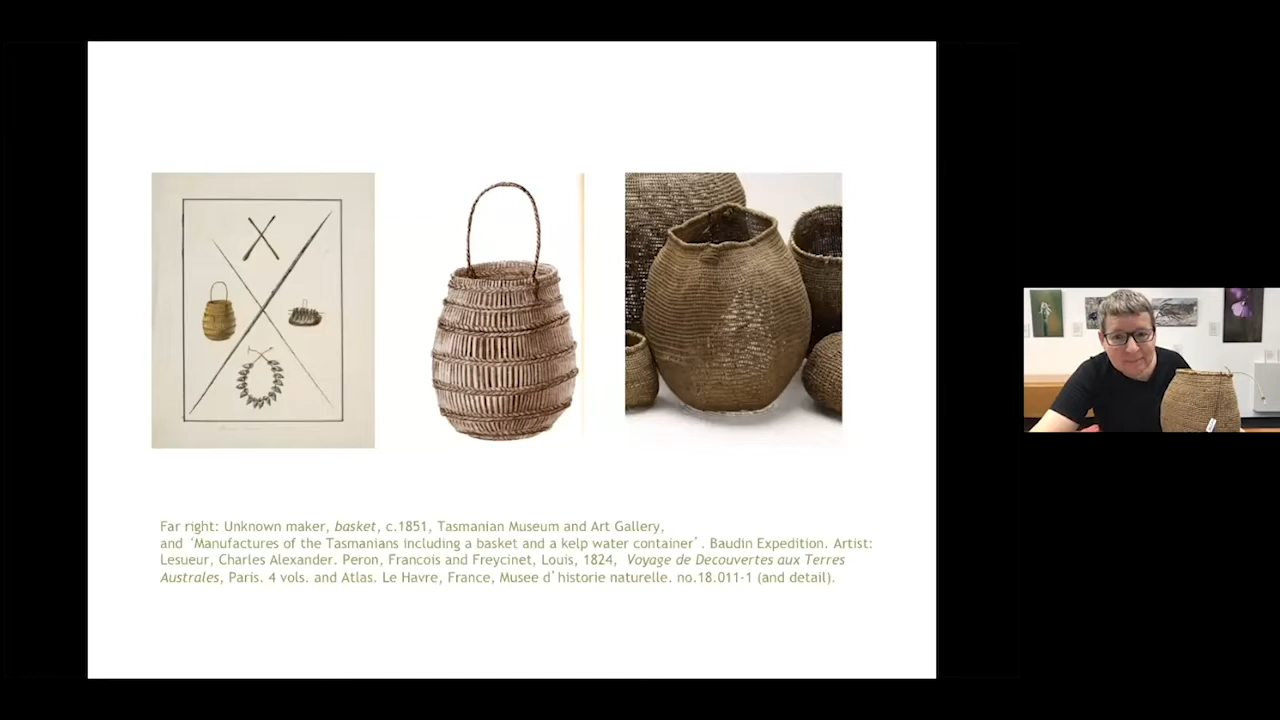 Far right: Unknown maker, basket, c.1851, Tasmanian Museum and Art Gallery,
and ‘Manufactures of the Tasmanians including a basket and a kelp water container’. Baudin Expedition. Artist:
Lesueur, Charles Alexander. Peron, Francois and Freycinet, Louis, 1824, Voyage de Decouvertes aux Terres
Australes, Paris. 4 vols. and Atlas. Le Havre, France, Musee d’historie naturelle. no.18.011-1 (and detail).